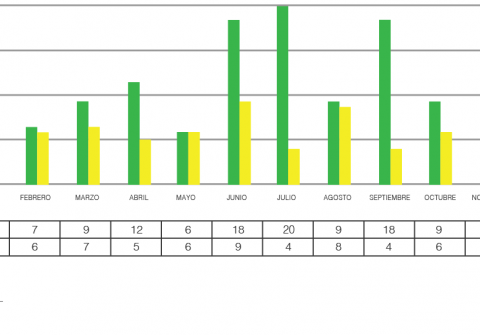 FEBRERO MARZO ABRIL MAYO JUNIO JULIO AGOSTO SEPTIEMBRE OCTUBRE
7 9 12 6 18 20 9 18 9
6 7 5 6 9 4 8 4 6